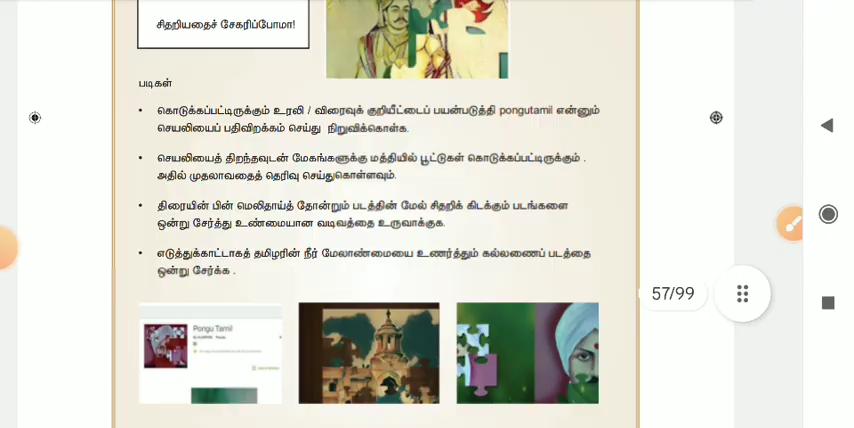 சிதறியதைச் சேகரிப்போமா!
படிகள்
• கொடுக்கப்பட்டிருக்கும் உரலி / விரைவுக் குறியீட்டைப் பயன்படுத்தி pongutamil என்னும்
செயலியைப் பதிவிறக்கம் செய்து நிறுவிக்கொள்க.
• செயலியைத் திறந்தவுடன் மேகங்களுக்கு மத்தியில் பூட்டுகள் கொடுக்கப்பட்டிருக்கும் .
அதில் முதலாவதைத் தெரிவு செய்துகொள்ளவும்.
• திரையின் பின் மெலிதாய்த் தோன்றும் படத்தின் மேல் சிதறிக் கிடக்கும் படங்களை
ஒன்று சேர்த்து உண்மையான வடிவத்தை உருவாக்குக.
• எடுத்துக்காட்டாகத் தமிழரின் நீர் மேலாண்மையை உணர்த்தும் கல்லணைப் படத்தை
ஒன்று சேர்க்க .
57/99
Pongu Tamil